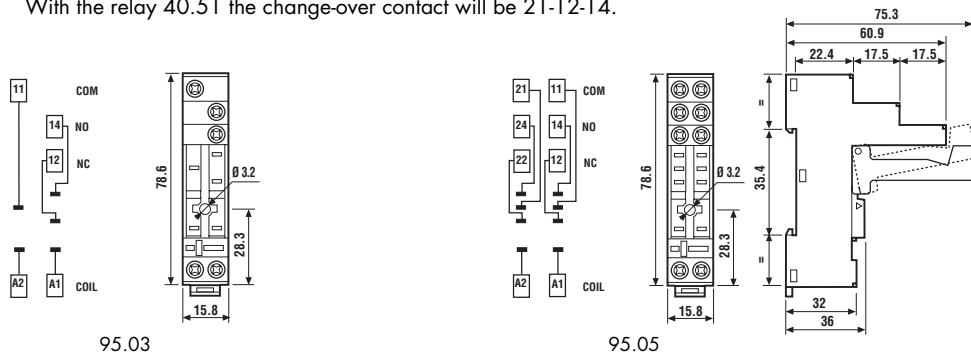 With the relay 40.51 the change-over contact will be 21-12-14.
75.3
60.9
22.4 17.5 17.5
11 COM
14 NO
12 NC
A2 A1 COIL
78.6
Ø 3.2
28.3
15.8
95.03
21 11 COM
24 14 NO
22 12 NC
A2 A1 COIL
78.6
Ø 3.2
28.3
15.8
95.05
=
35.4
=
32
36